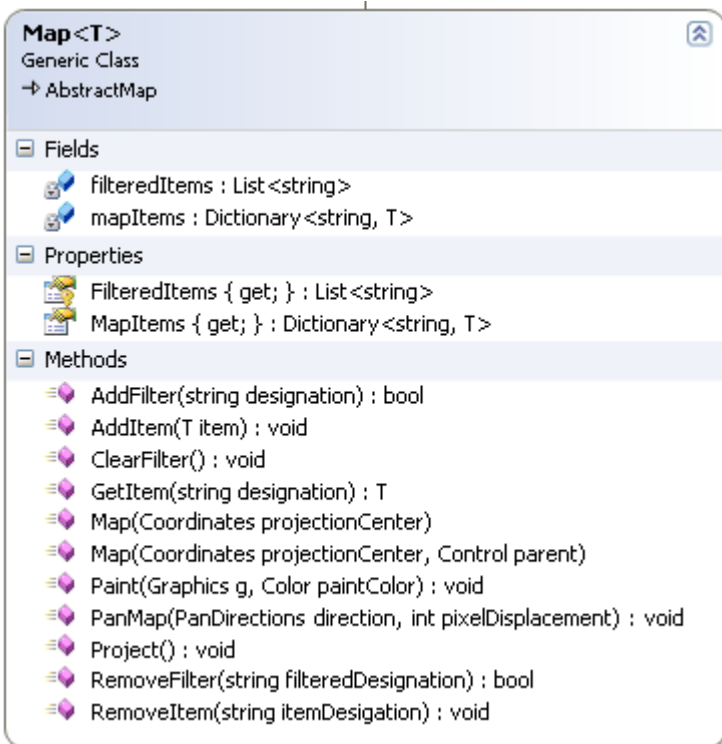 Map<T>
Generic Class
AbstractMap
Fields
filteredItems : List<string>
mapItems : Dictionary<string, T>
Properties
FilteredItems { get; } : List<string>
MapItems { get; } : Dictionary<string, T>
Methods
AddFilter(string designation) : bool
AddItem(T item) : void
ClearFilter() : void
GetItem(string designation) : T
Map(Coordinates projectionCenter)
Map(Coordinates projectionCenter, Control parent)
Paint(Graphics g, Color paintColor) : void
PanMap(PanDirections direction, int pixelDisplacement) : void
Project() : void
RemoveFilter(string filteredDesignation) : bool
RemoveItem(string itemDesigation) : void